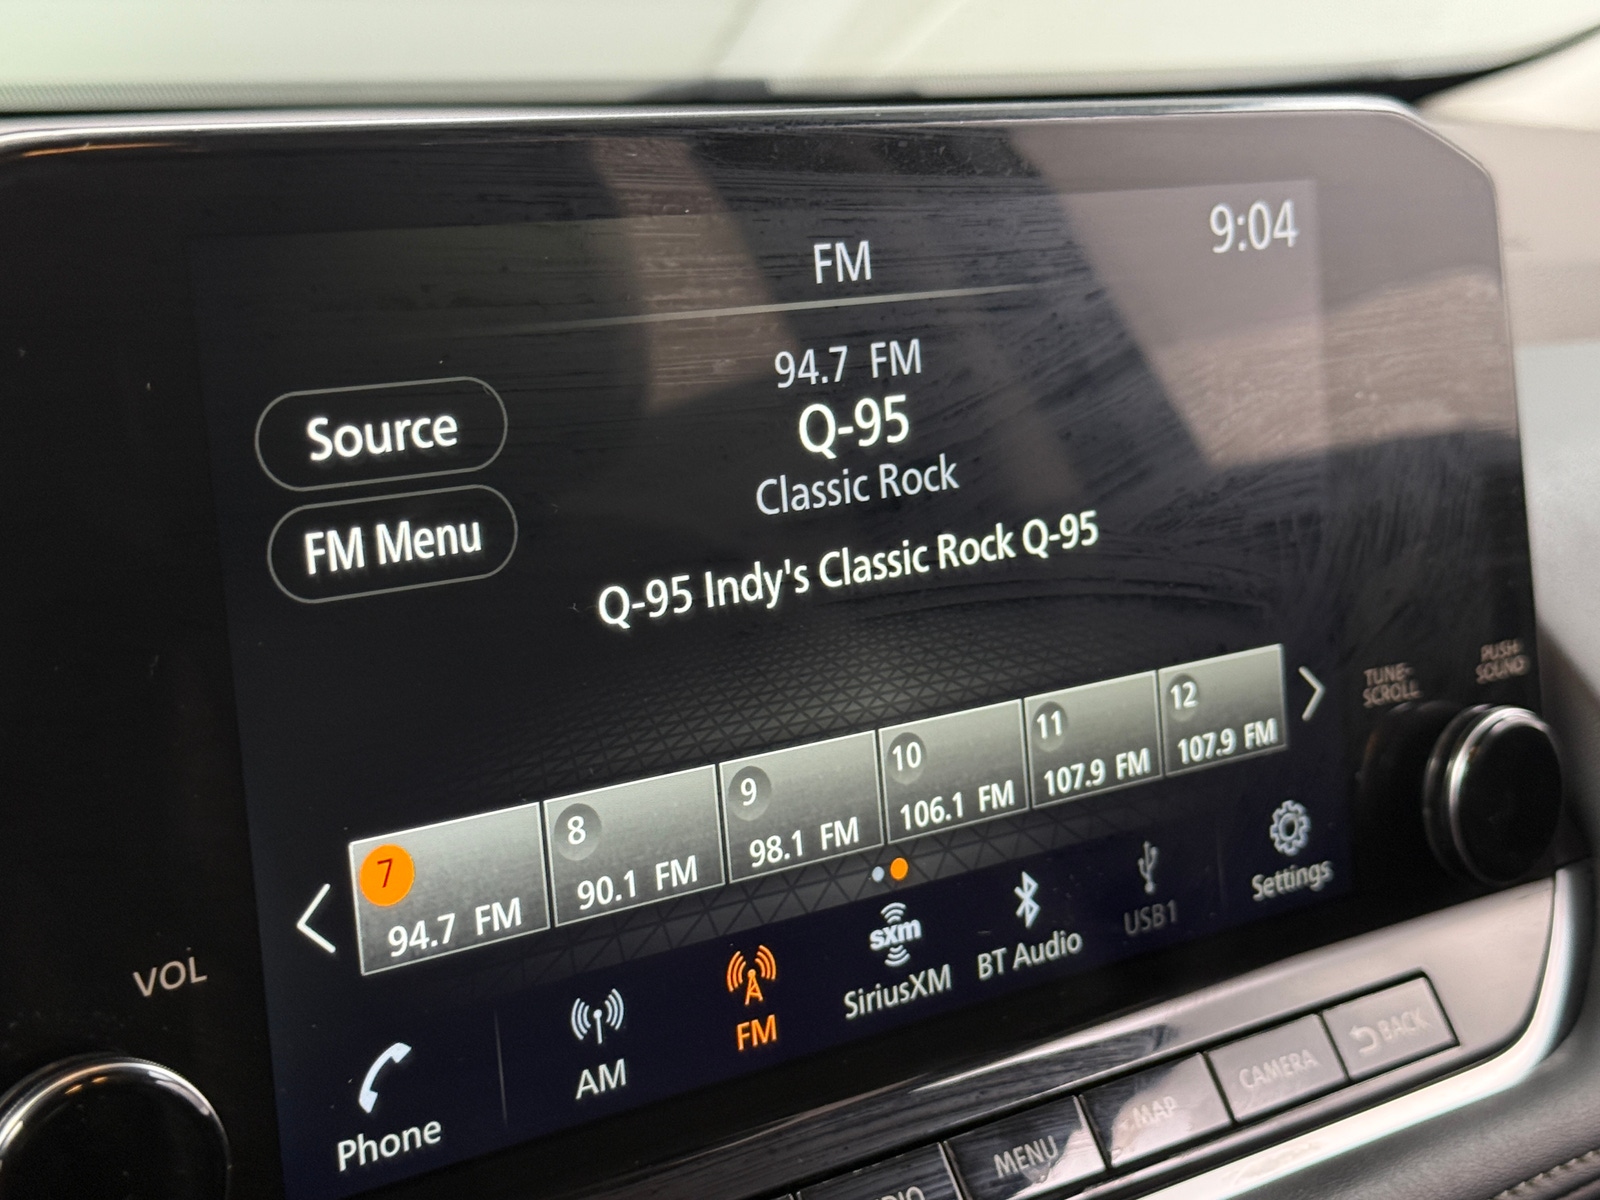 9:04
FM
94.7 FM
Q-95
Classic Rock
Q-95 Indy's Classic Rock Q-95
Source
FM Menu
7
94.7 FM
8
90.1 FM
9
98.1 FM
10
106.1 FM
11
107.9 FM
12
107.9 FM
TUNE-
SCROLL
PUSH
SOUND
VOL
Phone
AM
FM
sxm
SiriusXM
BT Audio
USB1
Settings
MENU
MAP
CAMERA
BACK